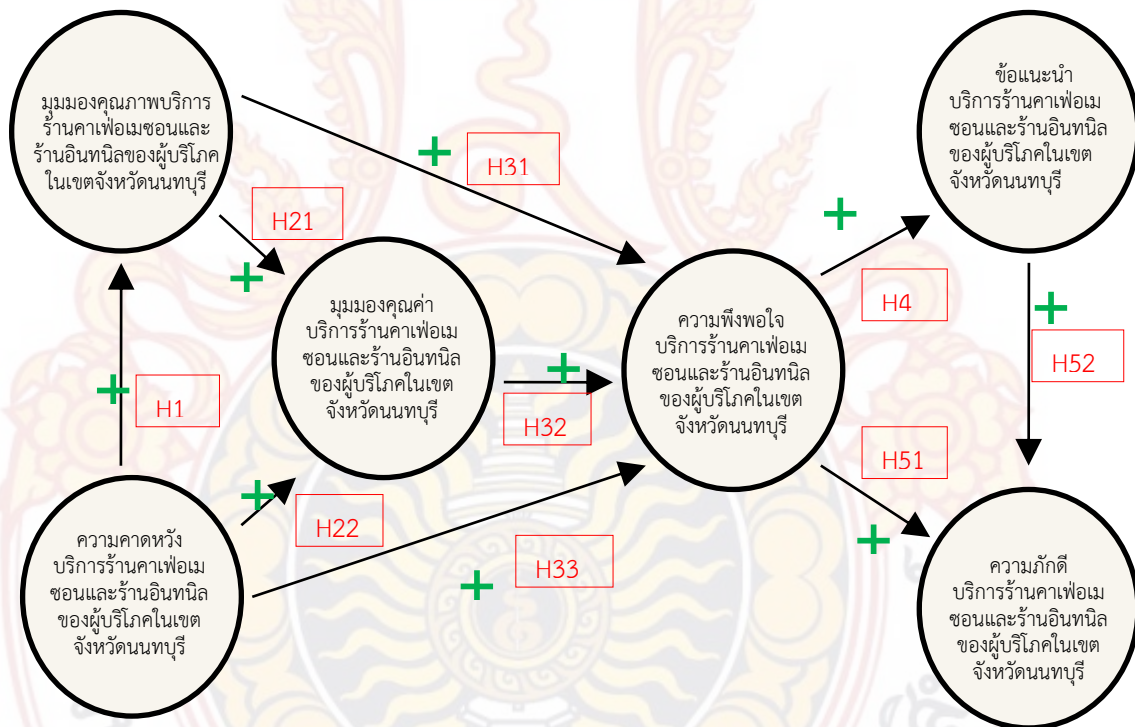 มุมมองคุณภาพบริการ
ร้านคาเฟ่อเมซอนและ
ร้านอินทนิลของผู้บริโภค
ในเขตจังหวัดนนทบุรี
ข้อแนะนำ
บริการร้านคาเฟ่อเม
ซอนและร้านอินทนิล
ของผู้บริโภคในเขต
จังหวัดนนทบุรี
+ H31
H21
+
+
H4
มุมมองคุณค่า
บริการร้านคาเฟ่อเม
ซอนและร้านอินทนิล
ของผู้บริโภคในเขต
จังหวัดนนทบุรี
ความพึงพอใจ
บริการร้านคาเฟ่อเม
ซอนและร้านอินทนิล
ของผู้บริโภคในเขต
จังหวัดนนทบุรี
+
H52
+
H1
+
H32
H51
+
+
H22
+
H33
ความคาดหวัง
บริการร้านคาเฟ่อเม
ซอนและร้านอินทนิล
ของผู้บริโภคในเขต
จังหวัดนนทบุรี
ความภักดี
บริการร้านคาเฟ่อเม
ซอนและร้านอินทนิล
ของผู้บริโภคในเขต
จังหวัดนนทบุรี